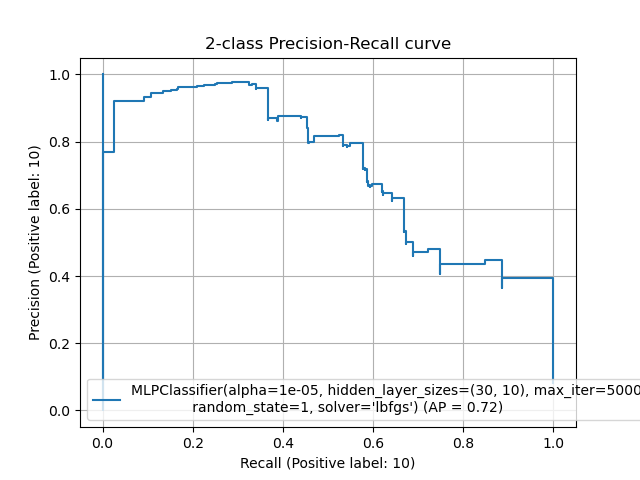 2-class Precision-Recall curve
1.0
0.8
0.6
0.4
0.2
0.0
Precision (Positive label: 10)
MLPClassifier(alpha=1e-05, hidden_layer_sizes=(30, 10), max_iter=5000
random_state=1, solver='lbfgs') (AP = 0.72)
0.0 0.2 0.4 0.6 0.8 1.0
Recall (Positive label: 10)